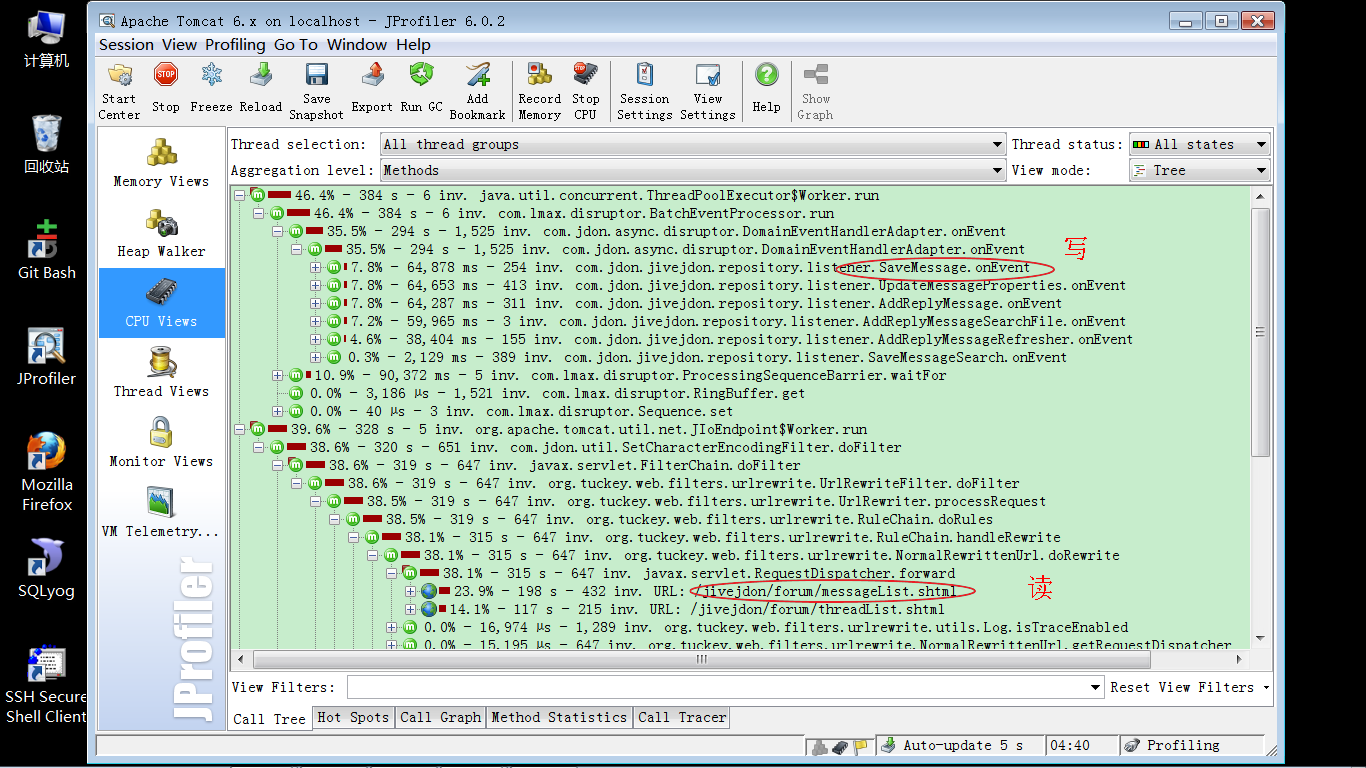 计算机
回收站
Git Bash
JProfiler
Mozilla
Firefox
SQLyog
SSH Secure
Shell Client
Apache Tomcat 6.x on localhost - JProfiler 6.0.2
Session View Profiling Go To Window Help
Start Center
STOP
Stop
Freeze
Reload
Save Snapshot
Export
Run GC
Add Bookmark
Record Memory
STOP
Stop CPU
Session Settings
View Settings
Help
Show Graph
Memory Views
Heap Walker
CPU Views
Thread Views
Monitor Views
VM Telemetry...
JProfiler
Thread selection: All thread groups Thread status: All states
Aggregation level: Methods View mode: Tree
46.4% - 384 s - 6 inv. java.util.concurrent.ThreadPoolExecutor$Worker.run
46.4% - 384 s - 6 inv. com.lmax.disruptor.BatchEventProcessor.run
35.5% - 294 s - 1,525 inv. com.jdon.async.disruptor.DomainEventHandlerAdapter.onEvent
35.5% - 294 s - 1,525 inv. com.jdon.async.disruptor.DomainEventHandlerAdapter.onEvent
写
7.8% - 64,878 ms - 254 inv. com.jdon.jivejdon.repository.listener.SaveMessage.onEvent
7.8% - 64,653 ms - 413 inv. com.jdon.jivejdon.repository.listener.UpdateMessageProperties.onEvent
7.8% - 64,287 ms - 311 inv. com.jdon.jivejdon.repository.listener.AddReplyMessage.onEvent
7.2% - 59,965 ms - 3 inv. com.jdon.jivejdon.repository.listener.AddReplyMessageSearchFile.onEvent
4.6% - 38,404 ms - 155 inv. com.jdon.jivejdon.repository.listener.AddReplyMessageRefresher.onEvent
0.3% - 2,129 ms - 389 inv. com.jdon.jivejdon.repository.listener.SaveMessageSearch.onEvent
10.9% - 90,372 ms - 5 inv. com.lmax.disruptor.ProcessingSequenceBarrier.waitFor
0.0% - 3,186 µs - 1,521 inv. com.lmax.disruptor.RingBuffer.get
0.0% - 40 µs - 3 inv. com.lmax.disruptor.Sequence.set
39.6% - 328 s - 5 inv. org.apache.tomcat.util.net.JIoEndpoint$Worker.run
38.6% - 320 s - 651 inv. com.jdon.util.SetCharacterEncodingFilter.doFilter
38.6% - 319 s - 647 inv. javax.servlet.FilterChain.doFilter
38.6% - 319 s - 647 inv. org.tuckey.web.filters.urlrewrite.UrlRewriteFilter.doFilter
38.5% - 319 s - 647 inv. org.tuckey.web.filters.urlrewrite.UrlRewriter.processRequest
38.5% - 319 s - 647 inv. org.tuckey.web.filters.urlrewrite.RuleChain.doRules
38.1% - 315 s - 647 inv. org.tuckey.web.filters.urlrewrite.RuleChain.handleRewrite
38.1% - 315 s - 647 inv. org.tuckey.web.filters.urlrewrite.NormalRewrittenUrl.doRewrite
38.1% - 315 s - 647 inv. javax.servlet.RequestDispatcher.forward
23.9% - 198 s - 432 inv. URL: /jivejdon/forum/messageList.shtml
读
14.1% - 117 s - 215 inv. URL: /jivejdon/forum/threadList.shtml
0.0% - 16,974 µs - 1,289 inv. org.tuckey.web.filters.urlrewrite.utils.Log.isTraceEnabled
0.0% - 15,195 µs - 647 inv. org.tuckey.web.filters.urlrewrite.NormalRewrittenUrl.getRequestDispatcher
View Filters: Reset View Filters
Call Tree Hot Spots Call Graph Method Statistics Call Tracer
Auto-update 5 s 04:40 Profiling